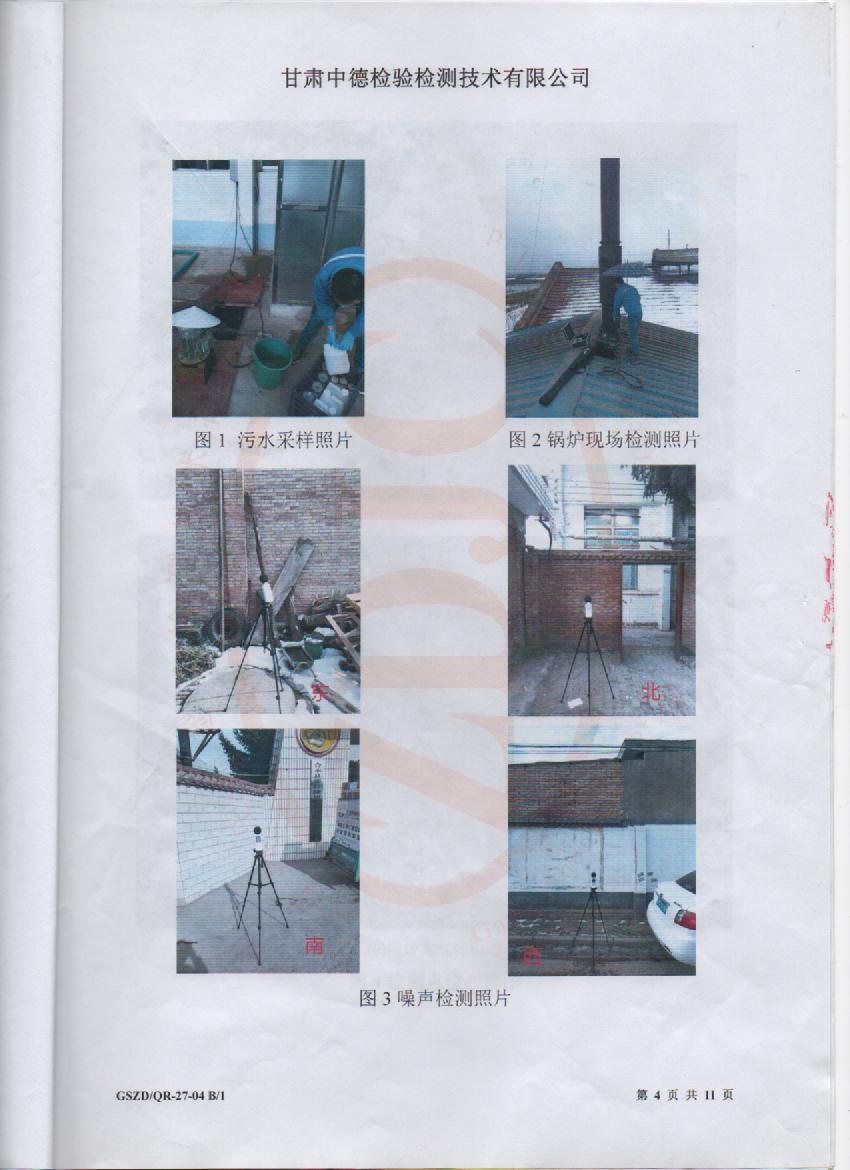 甘肃中德检验检测技术有限公司
图 1 污水采样照片
图 2 锅炉现场检测照片
东
北
南
西
图 3 噪声检测照片
GSZD/QR-27-04 B/1
第 4 页 共 11 页
ZDJC